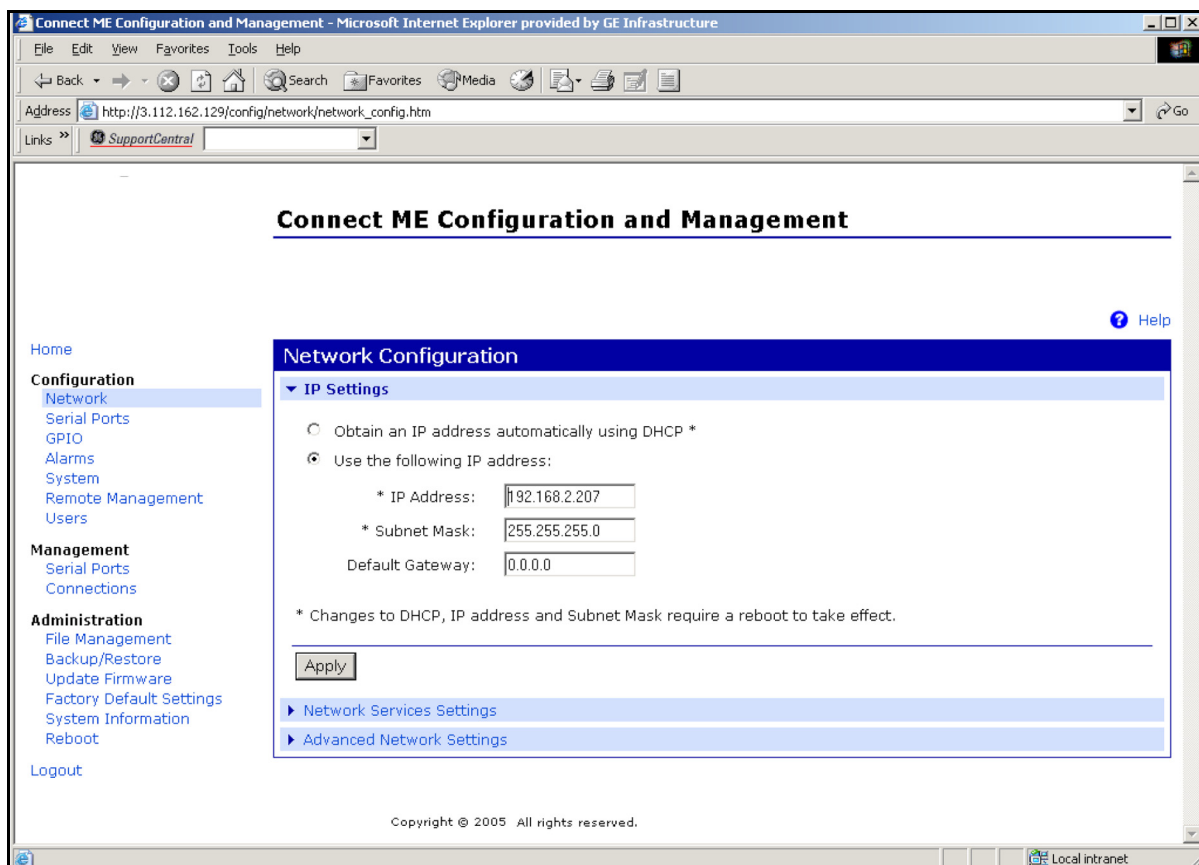 Connect ME Configuration and Management - Microsoft Internet Explorer provided by GE Infrastructure
File Edit View Favorites Tools Help
Back Search Favorites Media
Address http://3.112.162.129/config/network/network_config.htm Go
Links » SupportCentral
Connect ME Configuration and Management
? Help
Home
Configuration
Network
Serial Ports
GPIO
Alarms
System
Remote Management
Users
Management
Serial Ports
Connections
Administration
File Management
Backup/Restore
Update Firmware
Factory Default Settings
System Information
Reboot
Logout
Network Configuration
IP Settings
Obtain an IP address automatically using DHCP *
Use the following IP address:
* IP Address: 192.168.2.207
* Subnet Mask: 255.255.255.0
Default Gateway: 0.0.0.0
* Changes to DHCP, IP address and Subnet Mask require a reboot to take effect.
Apply
Network Services Settings
Advanced Network Settings
Copyright © 2005 All rights reserved.
Local intranet